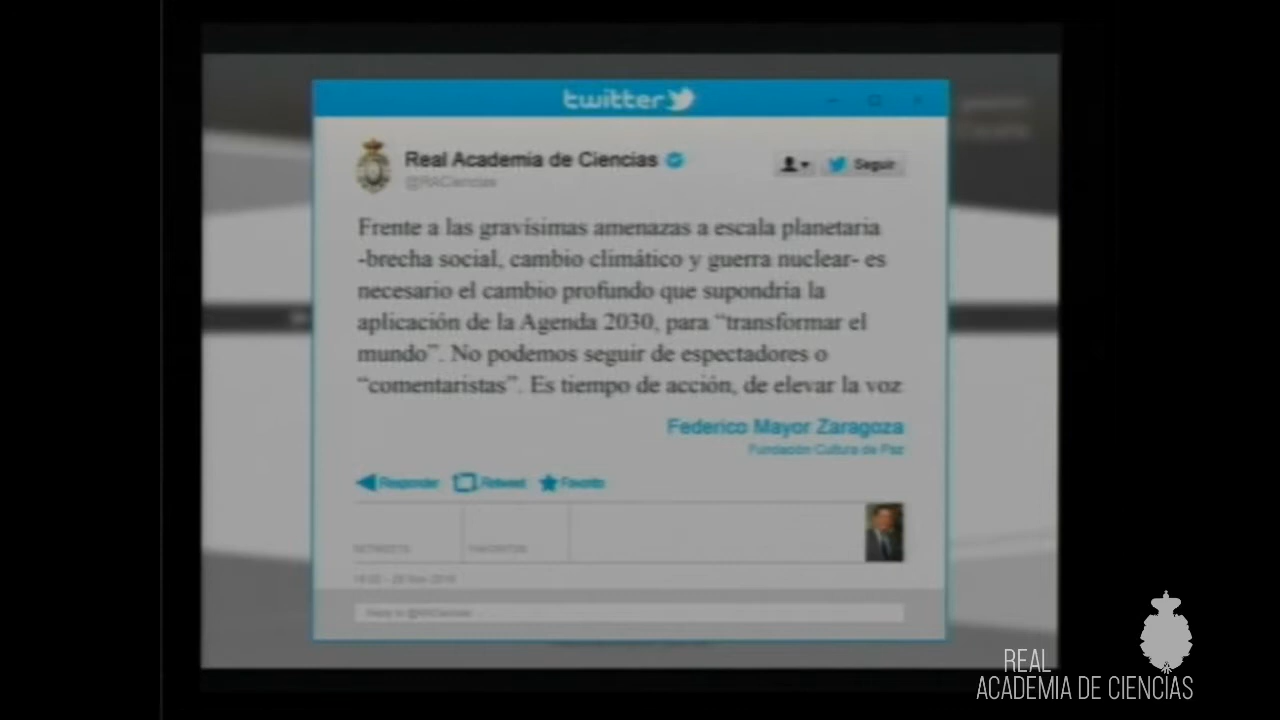 twitter
Real Academia de Ciencias
@RACiencias
Seguir
Frente a las gravísimas amenazas a escala planetaria
-brecha social, cambio climático y guerra nuclear- es
necesario el cambio profundo que supondría la
aplicación de la Agenda 2030, para “transformar el
mundo”. No podemos seguir de espectadores o
“comentaristas”. Es tiempo de acción, de elevar la voz
Federico Mayor Zaragoza
Fundación Cultura de Paz
Responder Retweet Favorito
RETWEETS FAVORITOS
REAL
ACADEMIA DE CIENCIAS